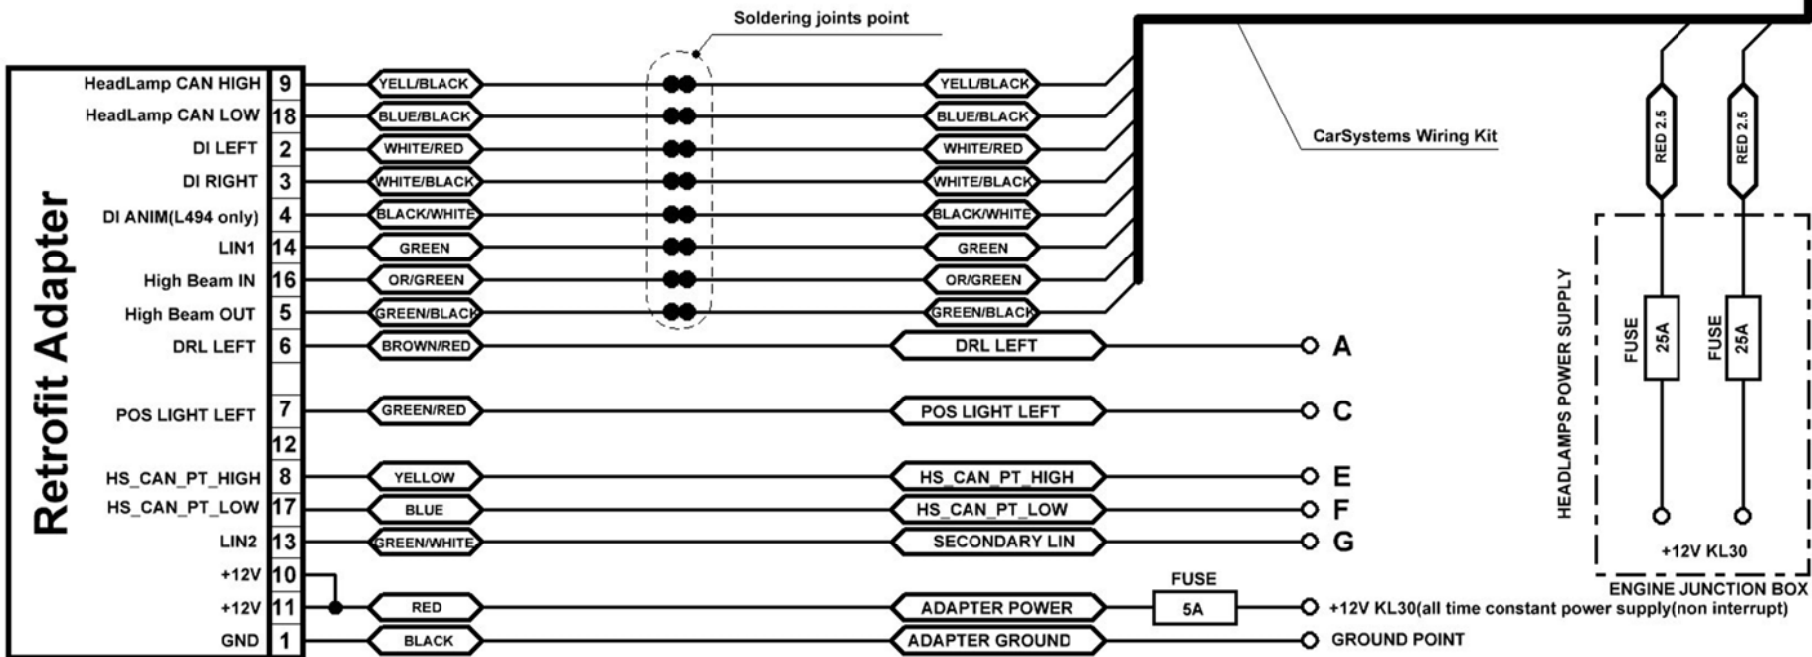 Soldering joints point
HeadLamp CAN HIGH 9 YELL/BLACK YELL/BLACK
HeadLamp CAN LOW 18 BLUE/BLACK BLUE/BLACK
DI LEFT 2 WHITE/RED WHITE/RED
DI RIGHT 3 WHITE/BLACK WHITE/BLACK
DI ANIM(L494 only) 4 BLACK/WHITE BLACK/WHITE
LIN1 14 GREEN GREEN
High Beam IN 16 OR/GREEN OR/GREEN
High Beam OUT 5 GREEN/BLACK GREEN/BLACK
DRL LEFT 6 BROWN/RED DRL LEFT A
POS LIGHT LEFT 7 GREEN/RED POS LIGHT LEFT C
12
HS_CAN_PT_HIGH 8 YELLOW HS_CAN_PT_HIGH E
HS_CAN_PT_LOW 17 BLUE HS_CAN_PT_LOW F
LIN2 13 GREEN/WHITE SECONDARY LIN G
+12V 10
FUSE
+12V 11 RED ADAPTER POWER 5A +12V KL30(all time constant power supply(non interrupt)
GND 1 BLACK ADAPTER GROUND GROUND POINT
Retrofit Adapter
CarSystems Wiring Kit
RED 2.5
RED 2.5
HEADLAMPS POWER SUPPLY
FUSE
25A
FUSE
25A
+12V KL30
ENGINE JUNCTION BOX